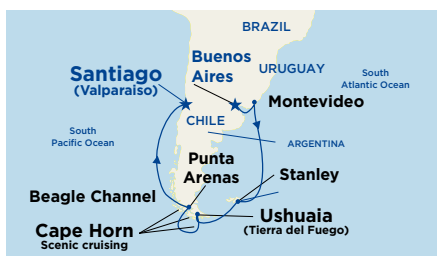 BRAZIL
Buenos
Aires
URUGUAY
Santiago
(Valparaiso)
South
Atlantic Ocean
Montevideo
CHILE
South
Pacific Ocean
ARGENTINA
Punta
Arenas
Stanley
Beagle Channel
Ushuaia
(Tierra del Fuego)
Cape Horn
Scenic cruising